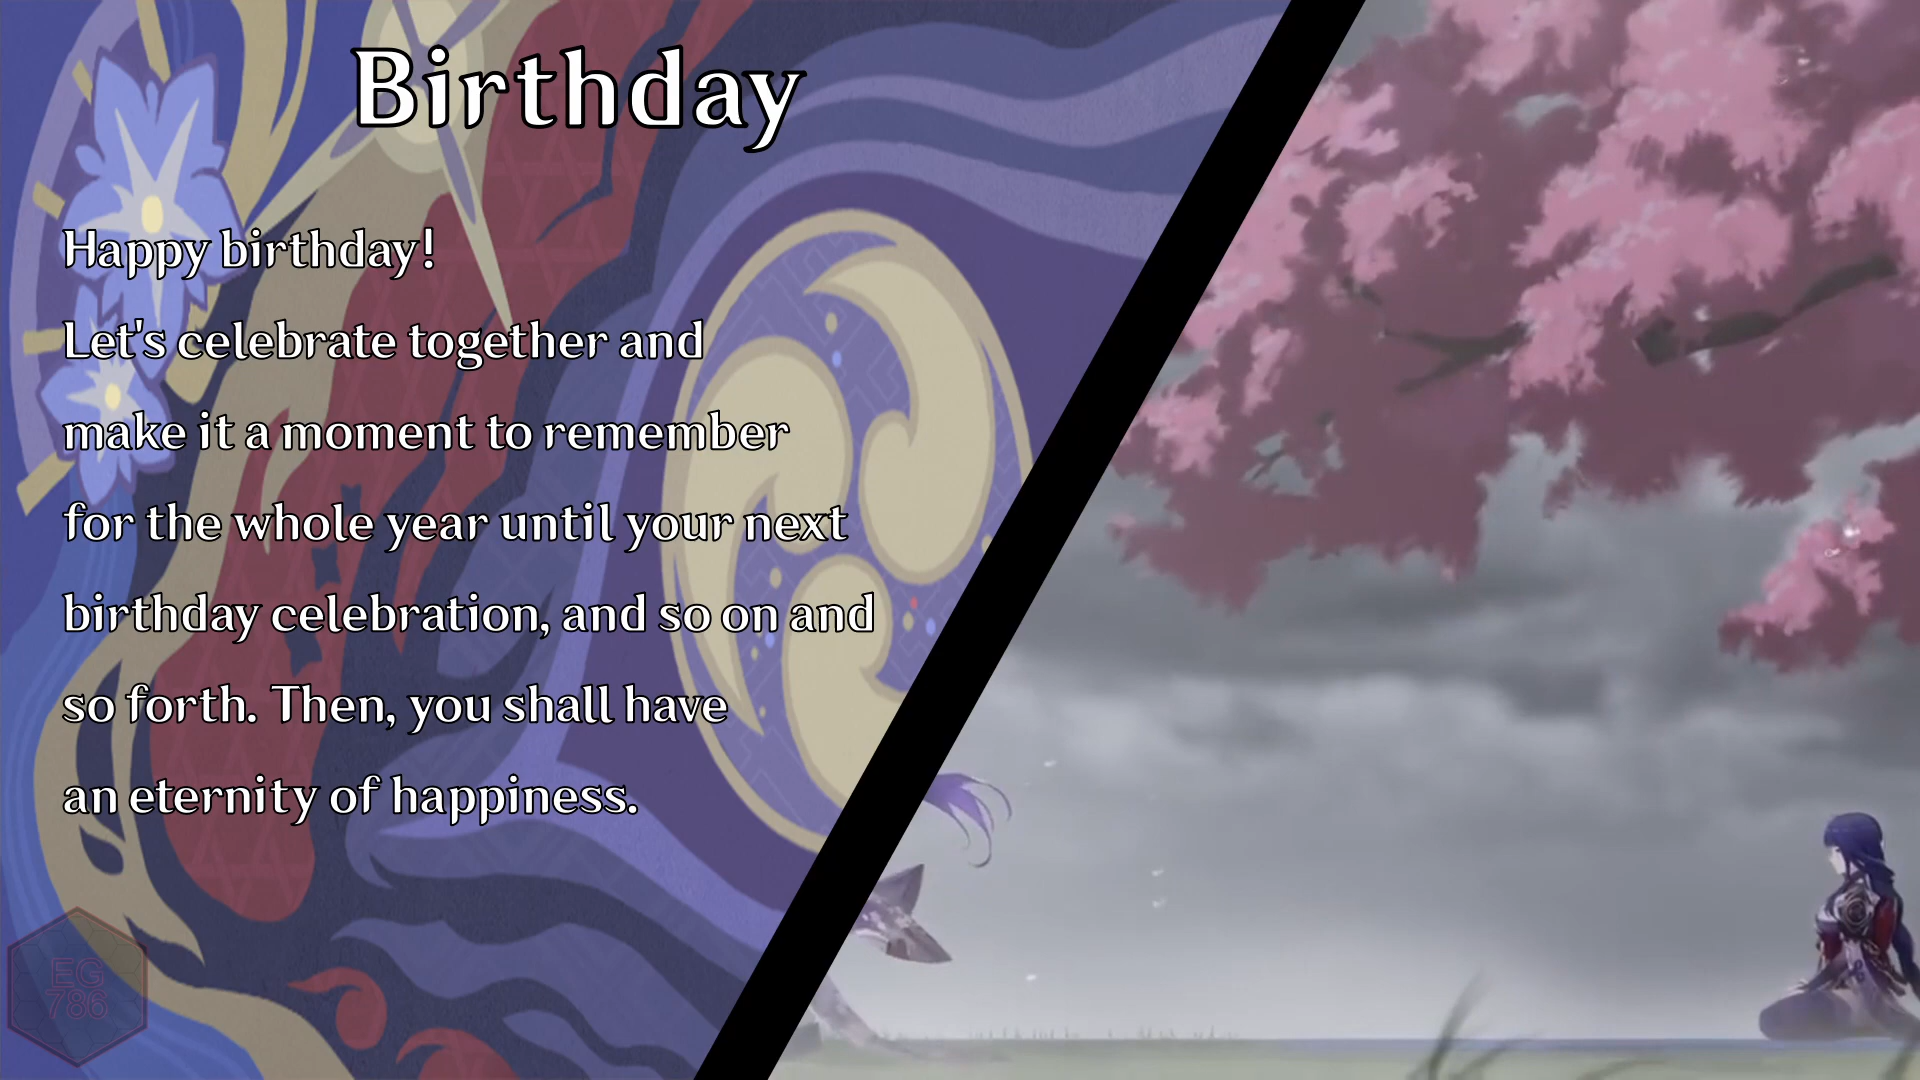 Birthday
Happy birthday!
Let's celebrate together and
make it a moment to remember
for the whole year until your next
birthday celebration, and so on and
so forth. Then, you shall have
an eternity of happiness.
EG
786